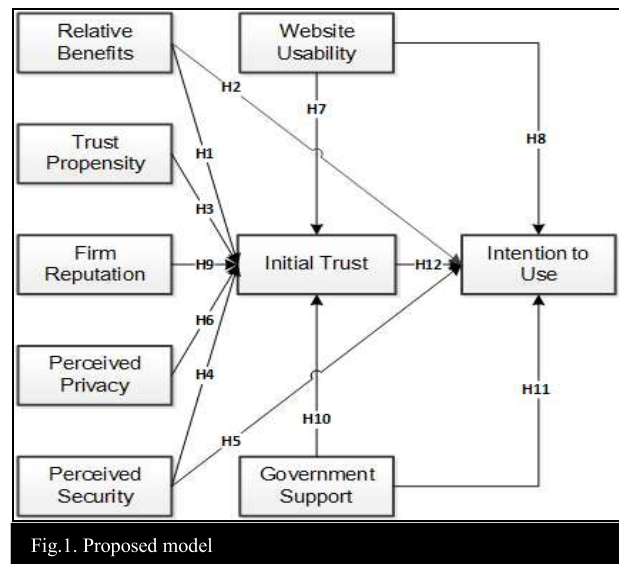 Relative
Benefits
Website
Usability
H2
H7
H8
H1
Trust
Propensity
H3
Firm
Reputation
H9
Initial Trust
H12
Intention to
Use
H6
Perceived
Privacy
H4
H11
H10
H5
Perceived
Security
Government
Support
Fig.1. Proposed model